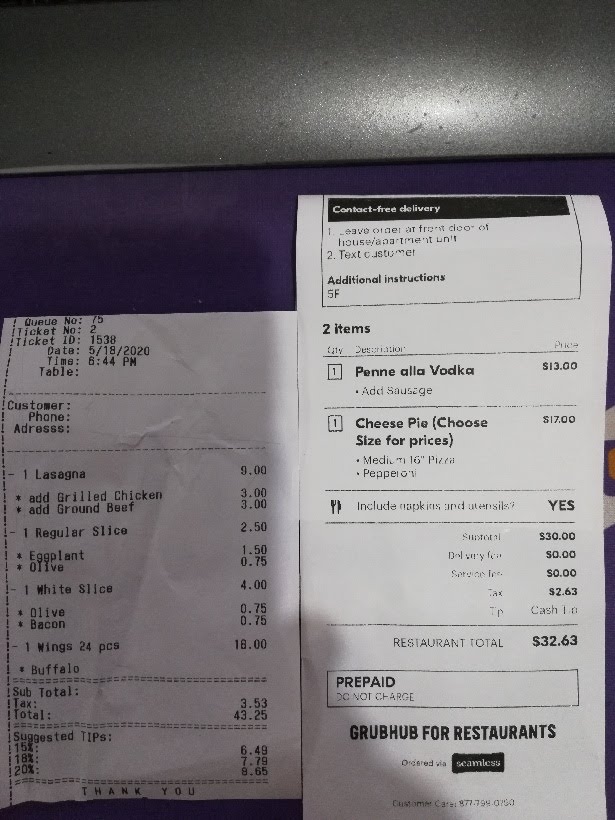 Queue No: 75
Ticket No: 2
Ticket ID: 1538
Date: 5/18/2020
Time: 6:44 PM
Table:
Customer:
Phone:
Adresss:
- 1 Lasagna 9.00
* add Grilled Chicken 3.00
* add Ground Beef 3.00
- 1 Regular Slice 2.50
* Eggplant 1.50
* Olive 0.75
- 1 White Slice 4.00
* Olive 0.75
* Bacon 0.75
- 1 Wings 24 pcs 18.00
* Buffalo
Sub Total:
Tax: 3.53
Total: 43.25
Suggested TIPs:
15%: 6.49
18%: 7.79
20%: 8.65
THANK YOU
Contact-free delivery
1. Leave order at front door of
house/apartment unit
2. Text customer
Additional instructions
5F
2 items
Qty Description Price
1 Penne alla Vodka $13.00
• Add Sausage
1 Cheese Pie (Choose $17.00
Size for prices)
• Medium 16" Pizza
• Pepperoni
Include napkins and utensils? YES
Subtotal $30.00
Delivery fee $0.00
Service fee $0.00
Tax $2.63
Tip Cash Tip
RESTAURANT TOTAL $32.63
PREPAID
DO NOT CHARGE
GRUBHUB FOR RESTAURANTS
Ordered via seamless
Customer Care: 877-799-0790